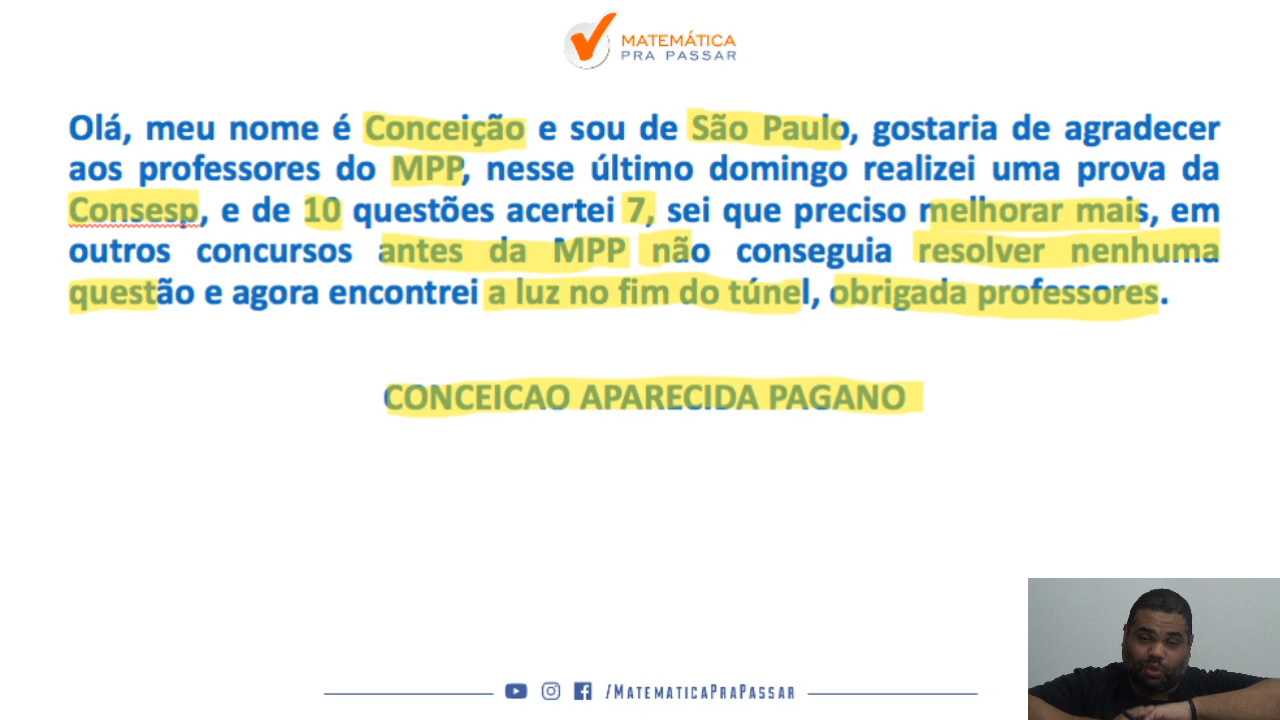 MATEMÁTICA
PRA PASSAR
Olá, meu nome é Conceição e sou de São Paulo, gostaria de agradecer
aos professores do MPP, nesse último domingo realizei uma prova da
Consesp, e de 10 questões acertei 7, sei que preciso melhorar mais, em
outros concursos antes da MPP não conseguia resolver nenhuma
questão e agora encontrei a luz no fim do túnel, obrigada professores.
CONCEICAO APARECIDA PAGANO
/MATEMATICAPRAPASSAR